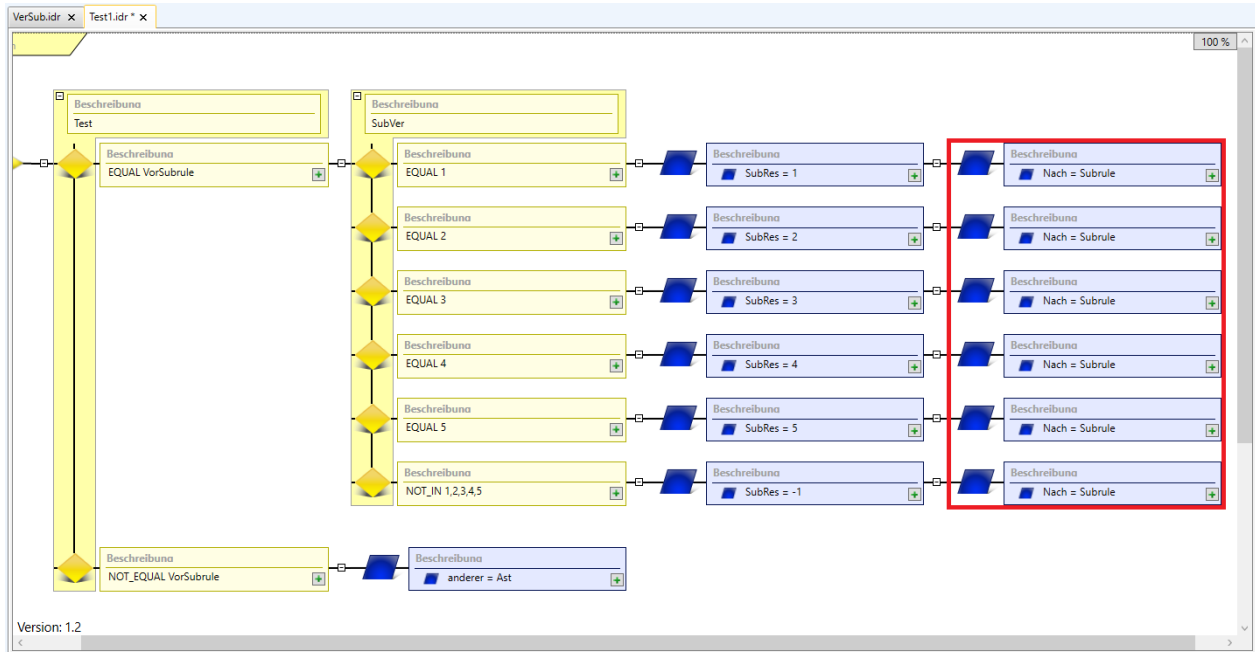 VerSub.idr x Test1.idr * x
100 %
Beschreibung
Test
Beschreibung
SubVer
Beschreibung
EQUAL VorSubrule
Beschreibung
EQUAL 1
Beschreibung
SubRes = 1
Beschreibung
Nach = Subrule
Beschreibung
EQUAL 2
Beschreibung
SubRes = 2
Beschreibung
Nach = Subrule
Beschreibung
EQUAL 3
Beschreibung
SubRes = 3
Beschreibung
Nach = Subrule
Beschreibung
EQUAL 4
Beschreibung
SubRes = 4
Beschreibung
Nach = Subrule
Beschreibung
EQUAL 5
Beschreibung
SubRes = 5
Beschreibung
Nach = Subrule
Beschreibung
NOT_IN 1,2,3,4,5
Beschreibung
SubRes = -1
Beschreibung
Nach = Subrule
Beschreibung
NOT_EQUAL VorSubrule
Beschreibung
anderer = Ast
Version: 1.2